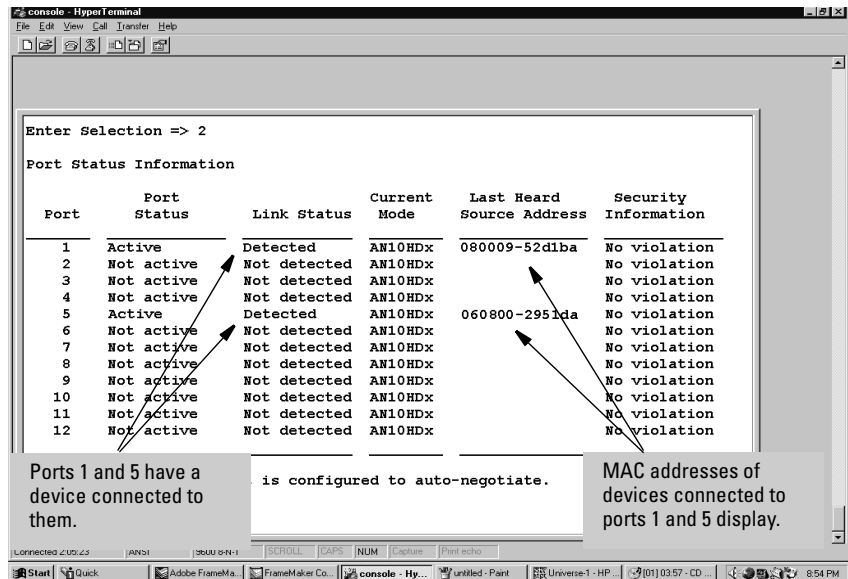 console - HyperTerminal
File Edit View Call Transfer Help
Enter Selection => 2
Port Status Information
Port Port Status Link Status Current Mode Last Heard Source Address Security Information
1 Active Detected AN10HDx 080009-52d1ba No violation
2 Not active Not detected AN10HDx No violation
3 Not active Not detected AN10HDx No violation
4 Not active Not detected AN10HDx No violation
5 Active Detected AN10HDx 060800-2951da No violation
6 Not active Not detected AN10HDx No violation
7 Not active Not detected AN10HDx No violation
8 Not active Not detected AN10HDx No violation
9 Not active Not detected AN10HDx No violation
10 Not active Not detected AN10HDx No violation
11 Not active Not detected AN10HDx No violation
12 Not active Not detected AN10HDx No violation
is configured to auto-negotiate.
Ports 1 and 5 have a
device connected to
them.
MAC addresses of
devices connected to
ports 1 and 5 display.
Connected 2:05:23 ANSI 9600 8-N-1 SCROLL CAPS NUM Capture Print echo
Start Quick Adobe FrameMa... FrameMaker Co... console - Hy... untitled - Paint Universe-1 - HP ... [01] 03:57 - CD ... 8:54 PM